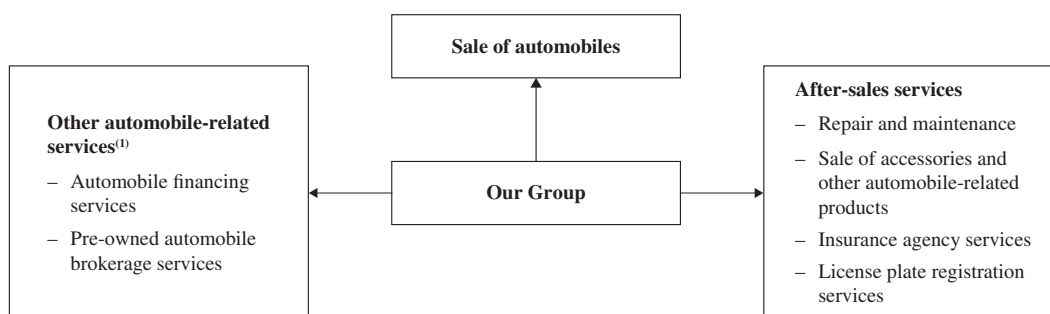 Sale of automobiles
Other automobile-related
services(1)
– Automobile financing
services
– Pre-owned automobile
brokerage services
Our Group
After-sales services
– Repair and maintenance
– Sale of accessories and
other automobile-related
products
– Insurance agency services
– License plate registration
services